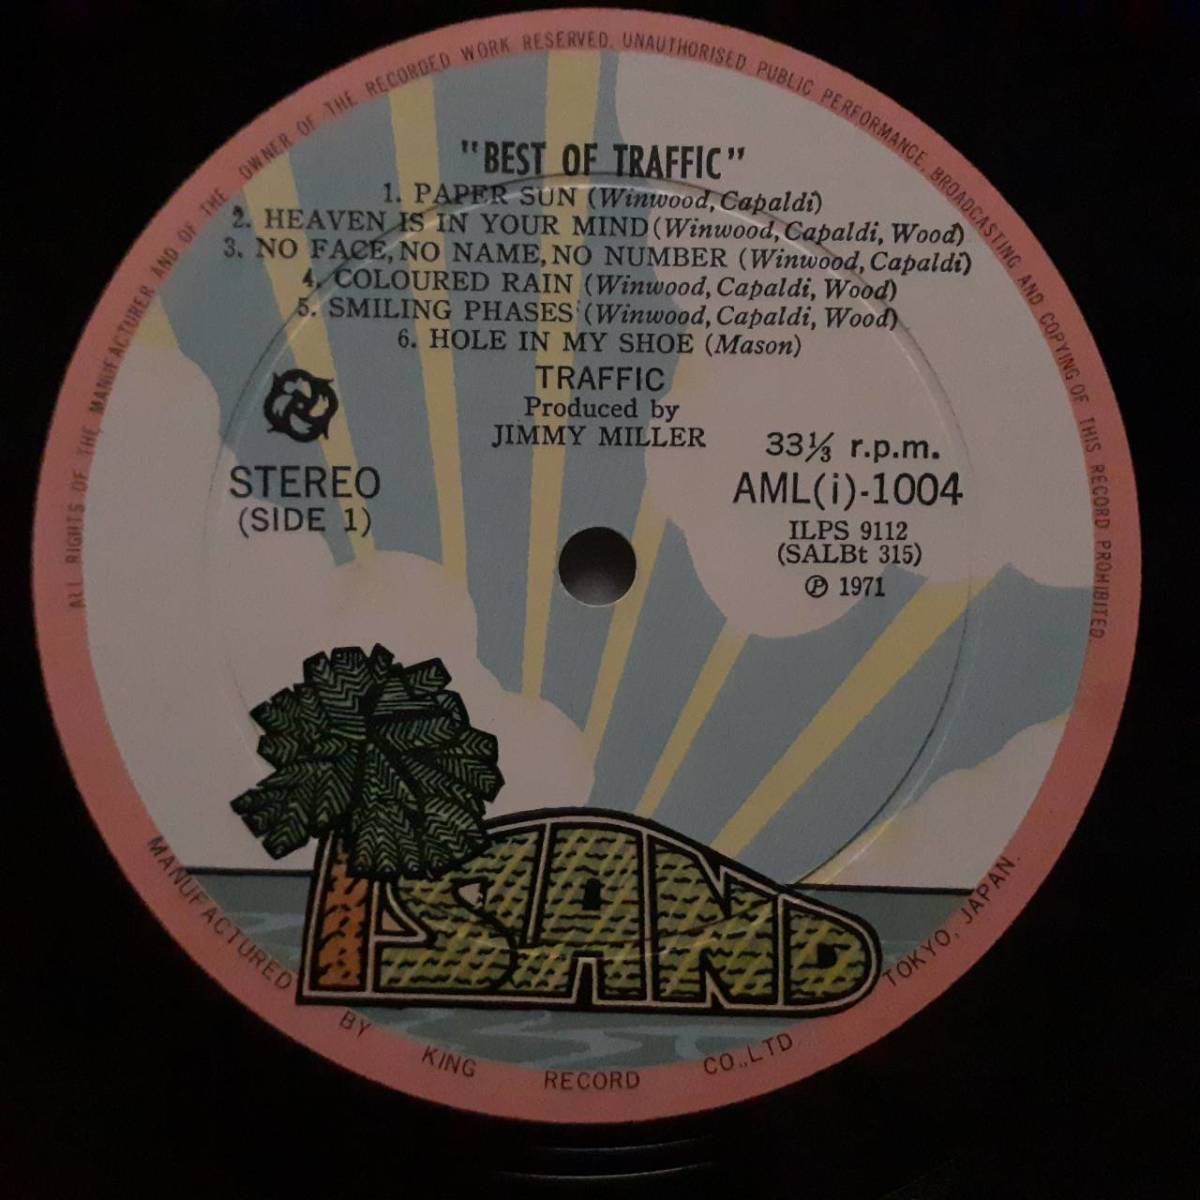 ALL RIGHTS OF THE MANUFACTURER AND OF THE OWNER OF THE RECORDED WORK RESERVED. UNAUTHORISED PUBLIC PERFORMANCE, BROADCASTING AND COPYING OF THIS RECORD PROHIBITED
"BEST OF TRAFFIC"
1. PAPER SUN (Winwood, Capaldi)
2. HEAVEN IS IN YOUR MIND (Winwood, Capaldi, Wood)
3. NO FACE, NO NAME, NO NUMBER (Winwood, Capaldi)
4. COLOURED RAIN (Winwood, Capaldi, Wood)
5. SMILING PHASES (Winwood, Capaldi, Wood)
6. HOLE IN MY SHOE (Mason)
TRAFFIC
Produced by
JIMMY MILLER
STEREO
(SIDE 1)
33⅓ r.p.m.
AML(i)-1004
ILPS 9112
(SALBt 315)
℗ 1971
ISLAND
MANUFACTURED BY KING RECORD CO., LTD TOKYO, JAPAN.